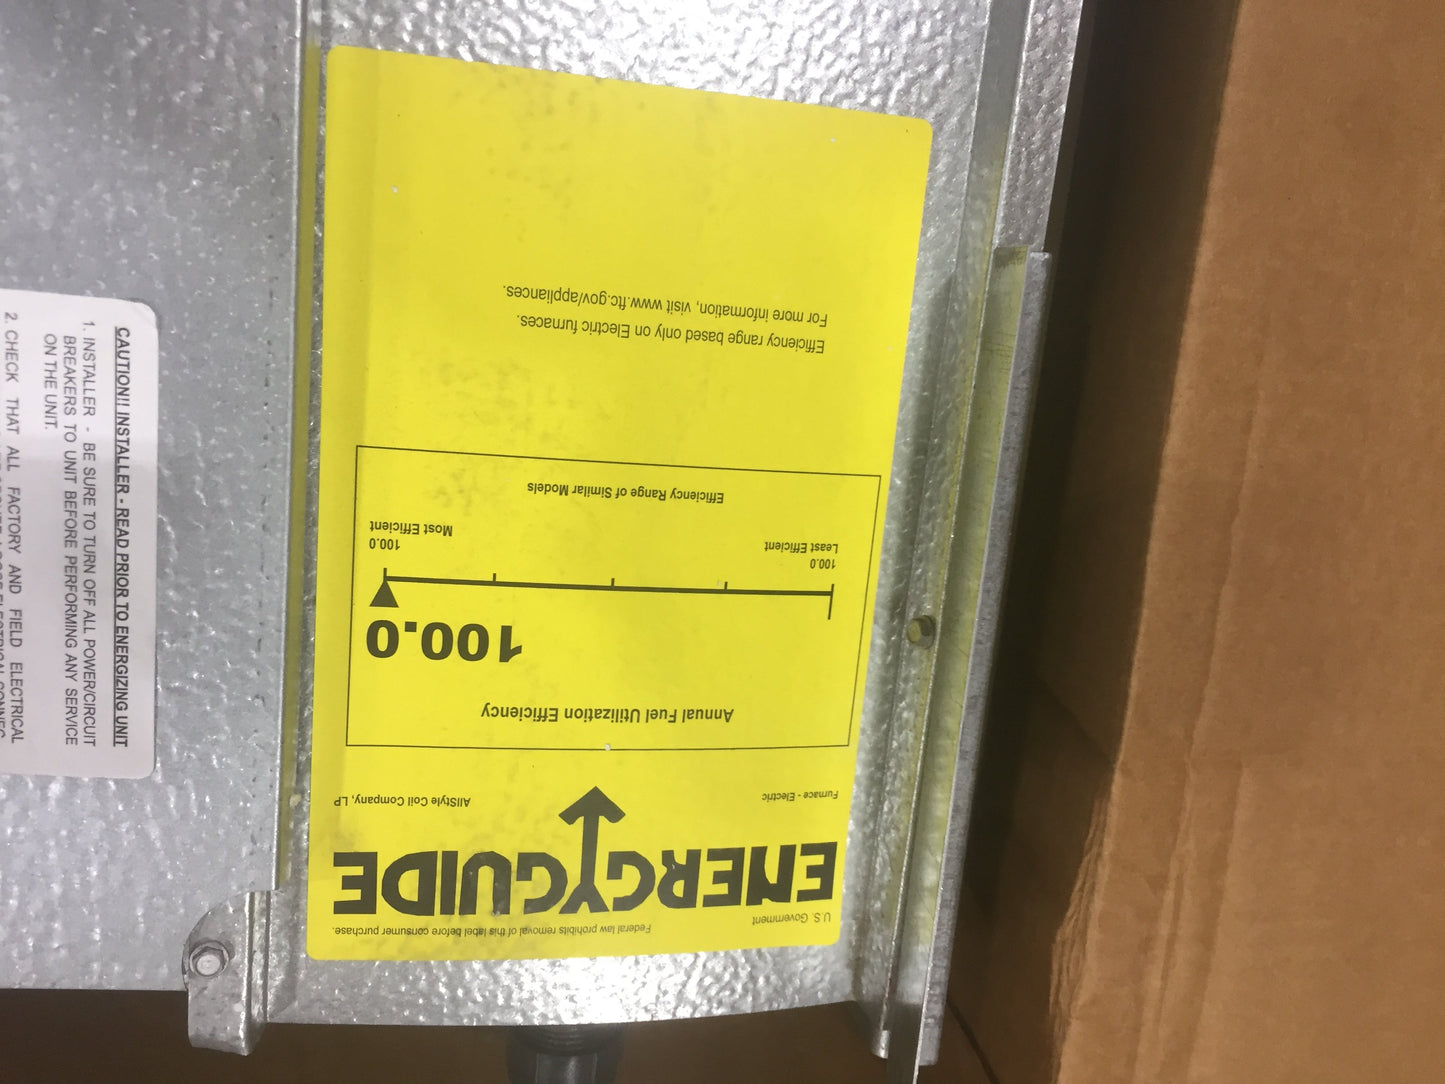 U.S. Government
Federal law prohibits removal of this label before consumer purchase.
ENERGYGUIDE
Furnace - Electric
AllStyle Coil Company, LP
Annual Fuel Utilization Efficiency
100.0
100.0
100.0
Least Efficient
Most Efficient
Efficiency Range of Similar Models
Efficiency range based only on Electric furnaces.
For more information, visit www.ftc.gov/appliances.
CAUTION!! INSTALLER - READ PRIOR TO ENERGIZING UNIT
1. INSTALLER - BE SURE TO TURN OFF ALL POWER/CIRCUIT
BREAKERS TO UNIT BEFORE PERFORMING ANY SERVICE
ON THE UNIT.
2. CHECK THAT ALL FACTORY AND FIELD ELECTRICAL